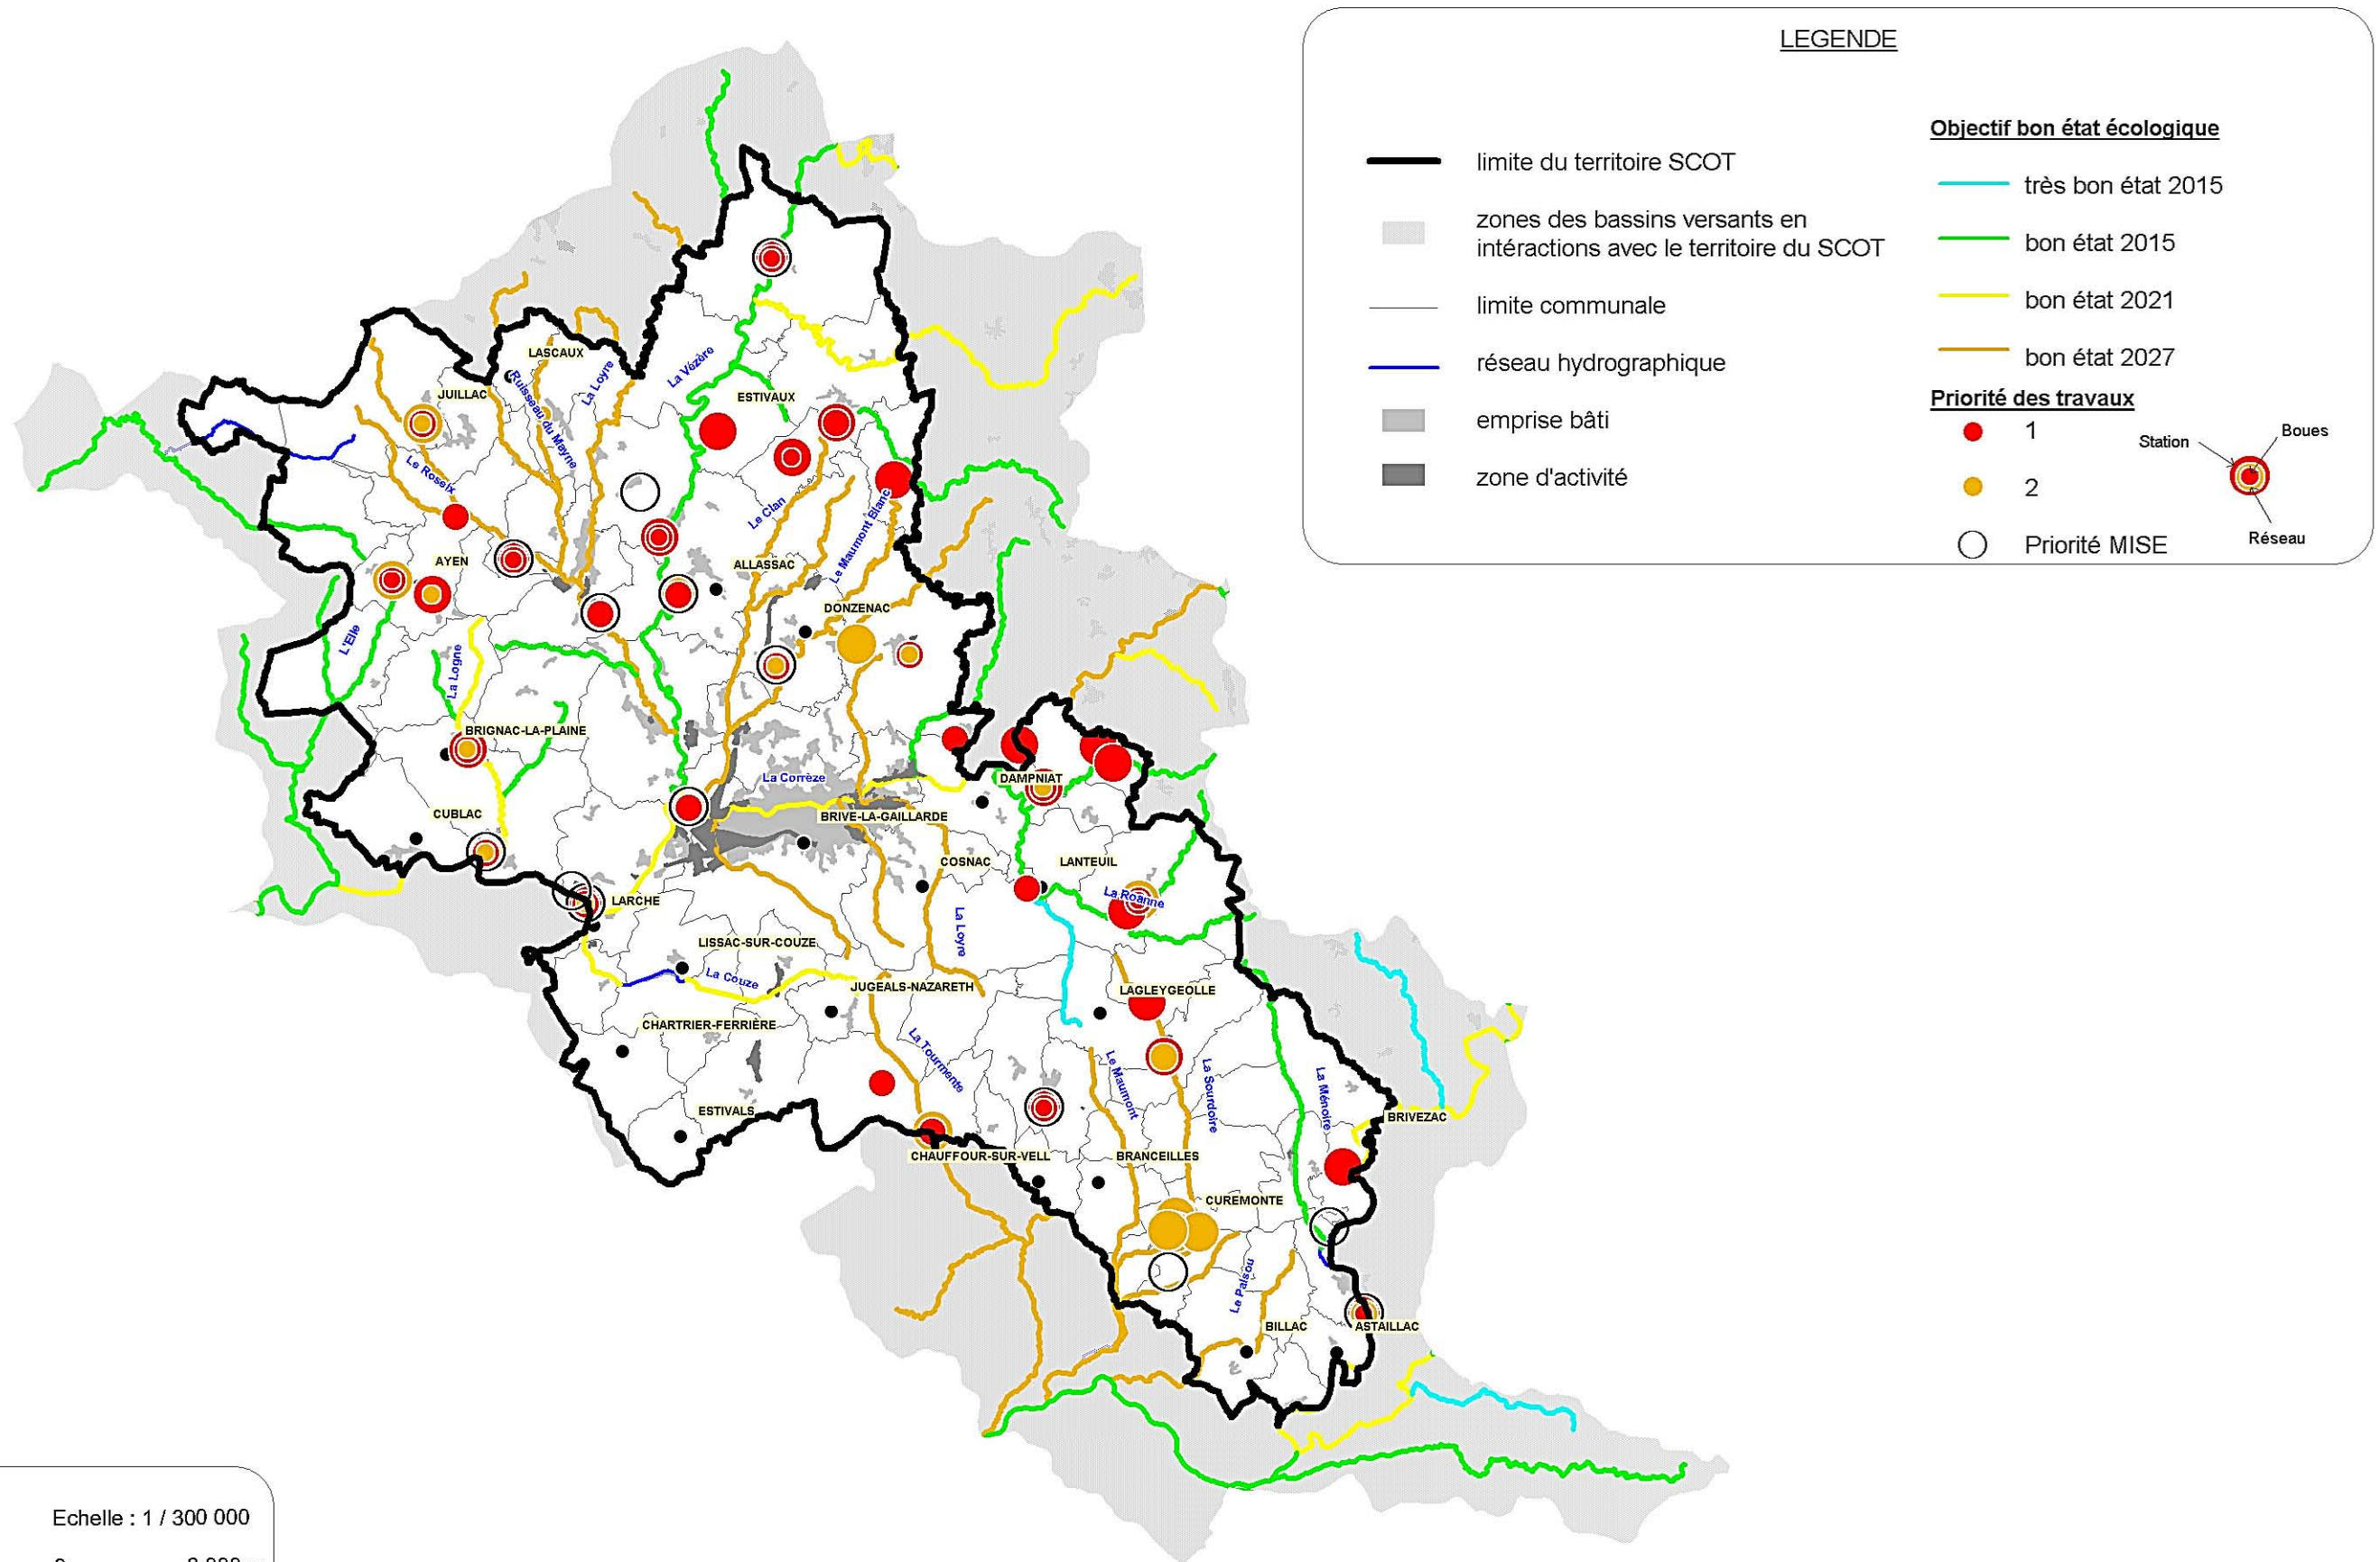 LEGENDE
limite du territoire SCOT
zones des bassins versants en
intéractions avec le territoire du SCOT
limite communale
réseau hydrographique
emprise bâti
zone d'activité
Objectif bon état écologique
très bon état 2015
bon état 2015
bon état 2021
bon état 2027
Priorité des travaux
1
2
Priorité MISE
Station
Boues
Réseau
LASCAUX
La Loyre
La Vézère
JUILLAC
Ruisseau du Mayne
ESTIVAUX
Le Roseix
Le Clan
Le Maumont Blanc
AYEN
ALLASSAC
DONZENAC
L'Elle
La Logne
BRIGNAC-LA-PLAINE
La Corrèze
DAMPNIAT
CUBLAC
BRIVE-LA-GAILLARDE
COSNAC
LANTEUIL
LARCHE
La Roanne
La Loyre
LISSAC-SUR-COUZE
La Couze
JUGEALS-NAZARETH
LAGLEYGEOLLE
CHARTRIER-FERRIÈRE
La Tourmente
Le Maumont
La Sourdoire
La Ménoire
ESTIVALS
BRIVEZAC
CHAUFFOUR-SUR-VELL
BRANCEILLES
CUREMONTE
Le Palsou
BILLAC
ASTAILLAC
Echelle : 1 / 300 000